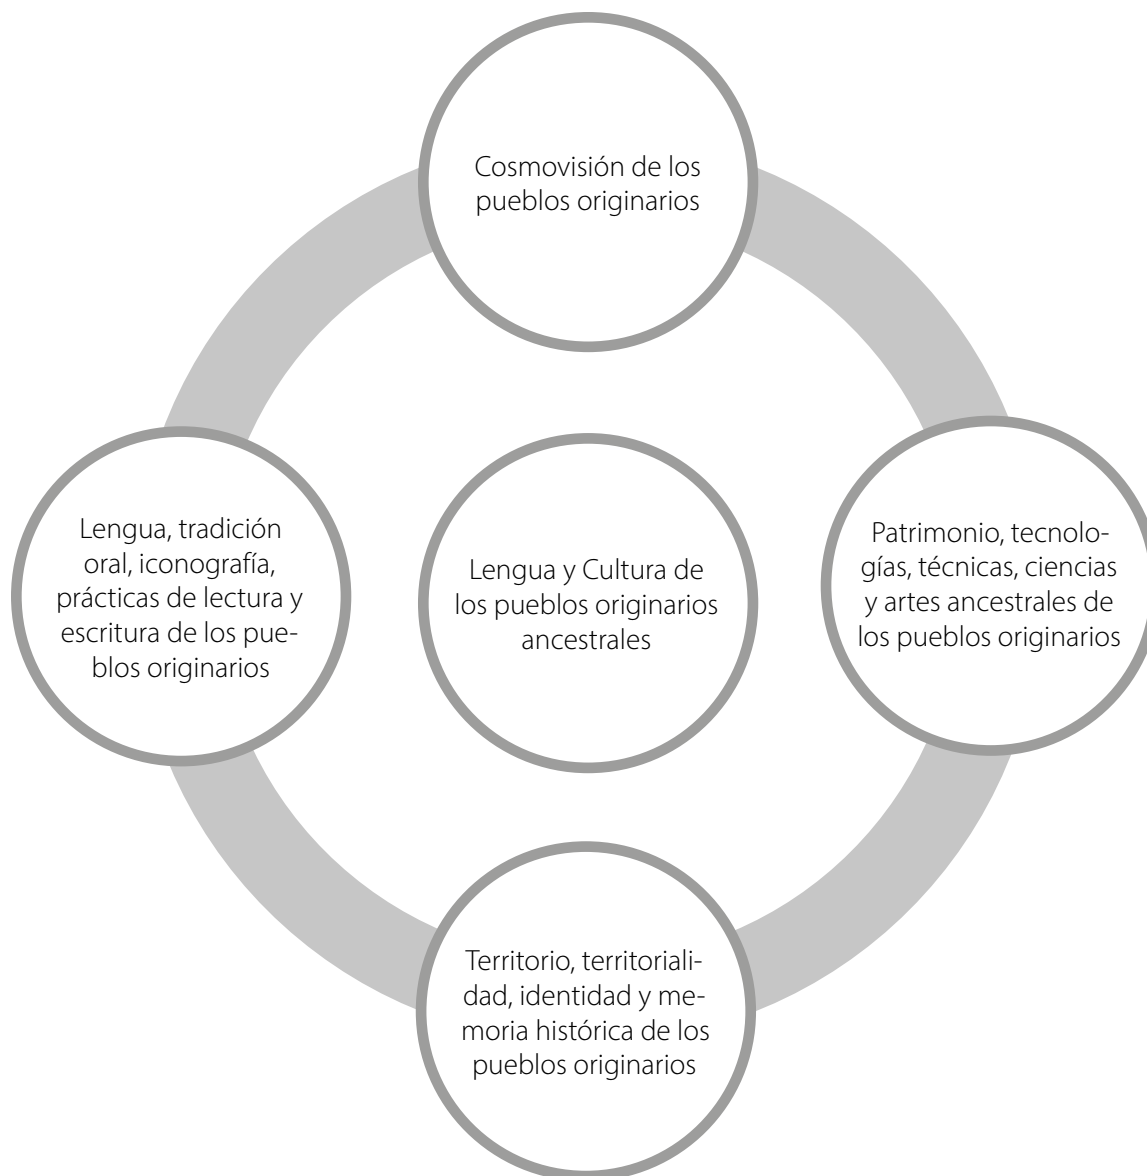 Cosmovisión de los
pueblos originarios
Lengua, tradición
oral, iconografía,
prácticas de lectura y
escritura de los pue-
blos originarios
Lengua y Cultura de
los pueblos originarios
ancestrales
Patrimonio, tecnolo-
gías, técnicas, ciencias
y artes ancestrales de
los pueblos originarios
Territorio, territoriali-
dad, identidad y me-
moria histórica de los
pueblos originarios